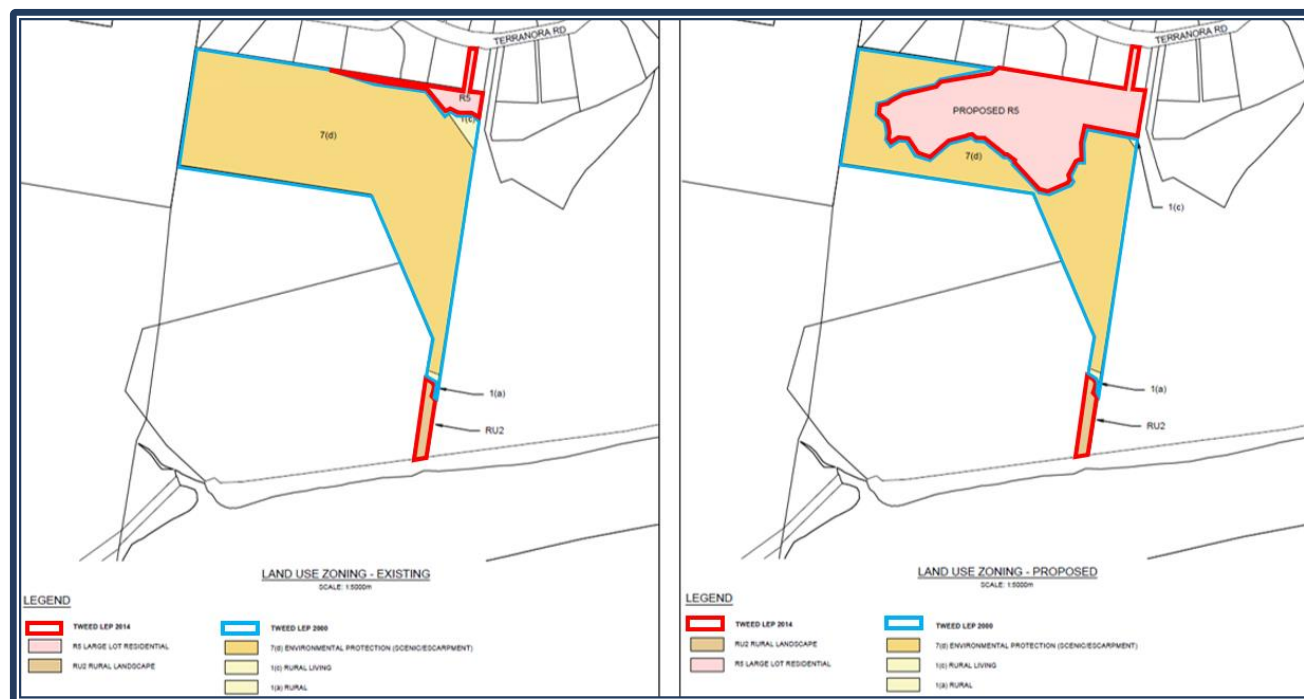 TERRANORA RD
R5
1(c)
7(d)
1(a)
RU2
LAND USE ZONING - EXISTING
SCALE: 1:5000m
LEGEND
TWEED LEP 2014
R5 LARGE LOT RESIDENTIAL
RU2 RURAL LANDSCAPE
TWEED LEP 2000
7(d) ENVIRONMENTAL PROTECTION (SCENIC/ESCARPMENT)
1(c) RURAL LIVING
1(a) RURAL
TERRANORA RD
PROPOSED R5
7(d)
1(c)
1(a)
RU2
LAND USE ZONING - PROPOSED
SCALE: 1:5000m
LEGEND
TWEED LEP 2014
RU2 RURAL LANDSCAPE
R5 LARGE LOT RESIDENTIAL
TWEED LEP 2000
7(d) ENVIRONMENTAL PROTECTION (SCENIC/ESCARPMENT)
1(c) RURAL LIVING
1(a) RURAL